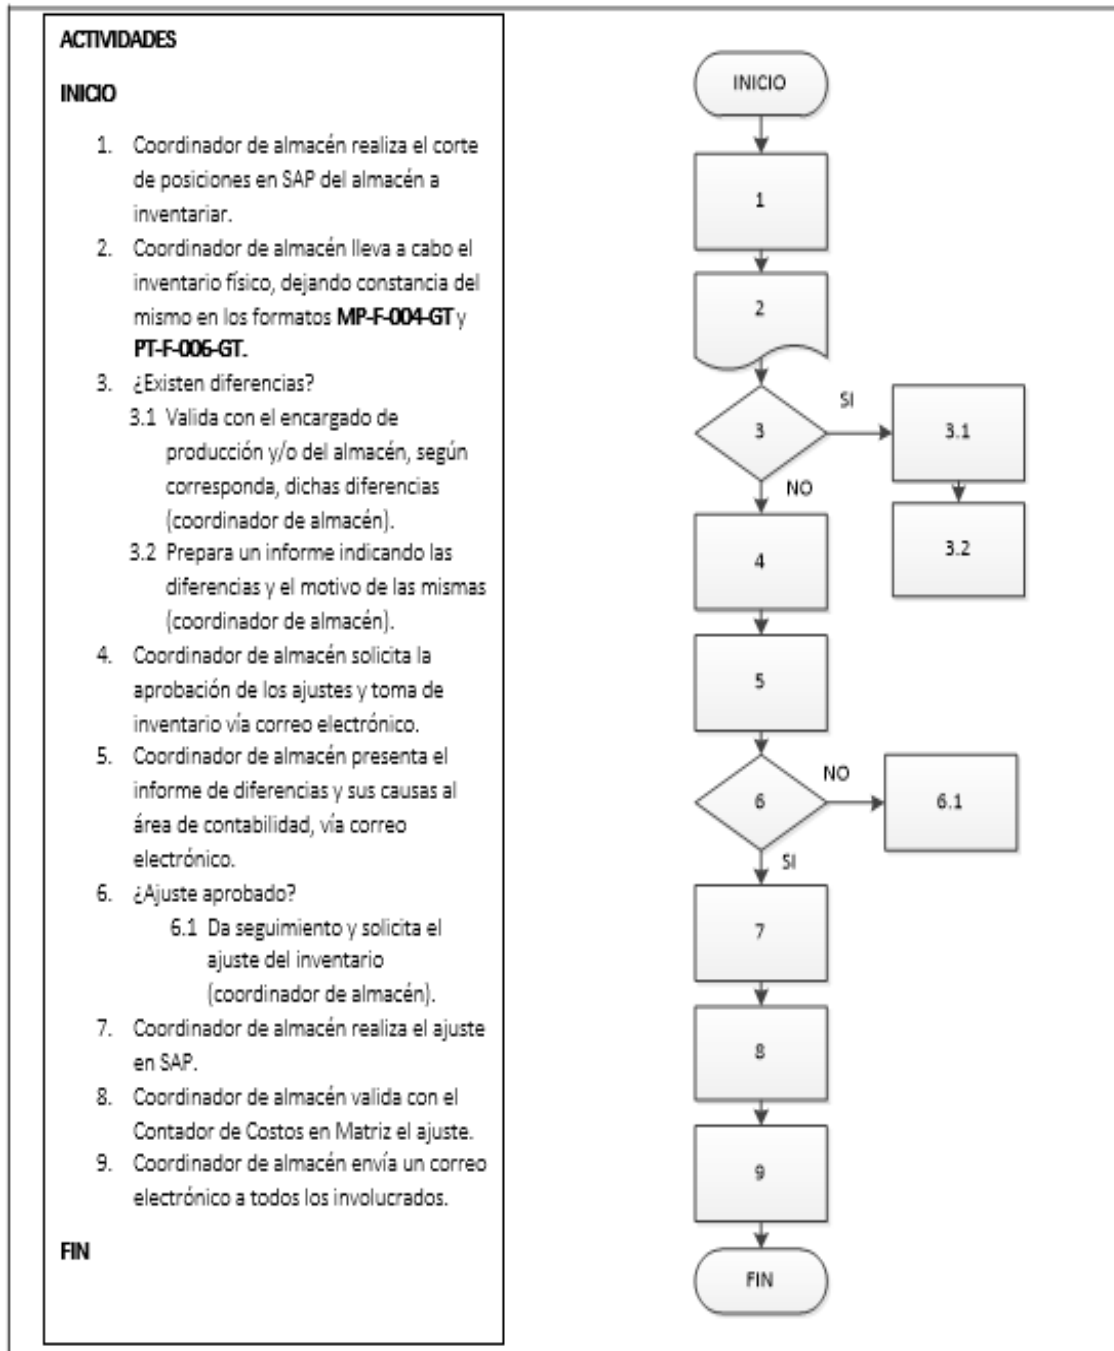 ACTIVIDADES
INICIO
1. Coordinador de almacén realiza el corte
de posiciones en SAP del almacén a
inventariar.
2. Coordinador de almacén lleva a cabo el
inventario físico, dejando constancia del
mismo en los formatos MP-F-004-GT y
PT-F-006-GT.
3. ¿Existen diferencias?
3.1 Valida con el encargado de
producción y/o del almacén, según
corresponda, dichas diferencias
(coordinador de almacén).
3.2 Prepara un informe indicando las
diferencias y el motivo de las mismas
(coordinador de almacén).
4. Coordinador de almacén solicita la
aprobación de los ajustes y toma de
inventario vía correo electrónico.
5. Coordinador de almacén presenta el
informe de diferencias y sus causas al
área de contabilidad, vía correo
electrónico.
6. ¿Ajuste aprobado?
6.1 Da seguimiento y solicita el
ajuste del inventario
(coordinador de almacén).
7. Coordinador de almacén realiza el ajuste
en SAP.
8. Coordinador de almacén valida con el
Contador de Costos en Matriz el ajuste.
9. Coordinador de almacén envía un correo
electrónico a todos los involucrados.
FIN
INICIO
1
2
3
SI
3.1
NO
3.2
4
5
6
NO
6.1
SI
7
8
9
FIN